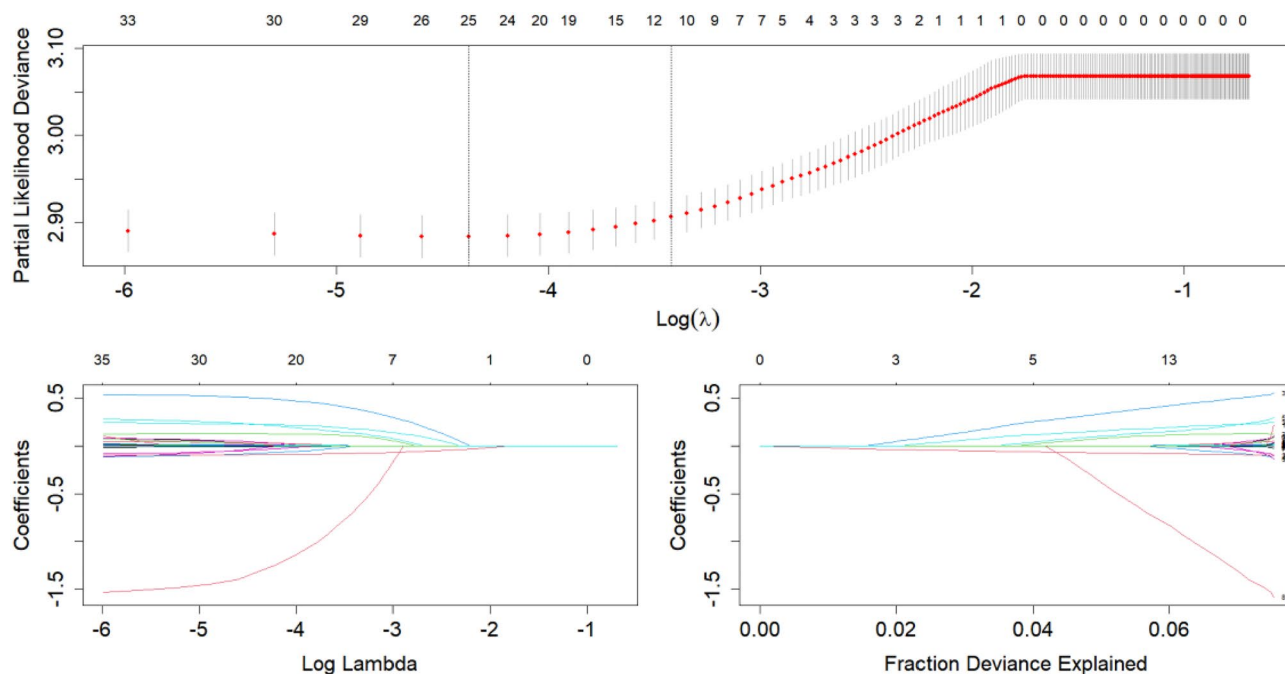 33 30 29 26 25 24 20 19 15 12 10 9 7 7 5 4 3 3 3 3 2 1 1 1 1 0 0 0 0 0 0 0 0 0 0 0
3.10
3.00
2.90
Partial Likelihood Deviance
-6 -5 -4 -3 -2 -1
Log(λ)
35 30 20 7 1 0
0.5
-0.5
-1.5
Coefficients
-6 -5 -4 -3 -2 -1
Log Lambda
0 3 5 13
0.5
-0.5
-1.5
Coefficients
0.00 0.02 0.04 0.06
Fraction Deviance Explained